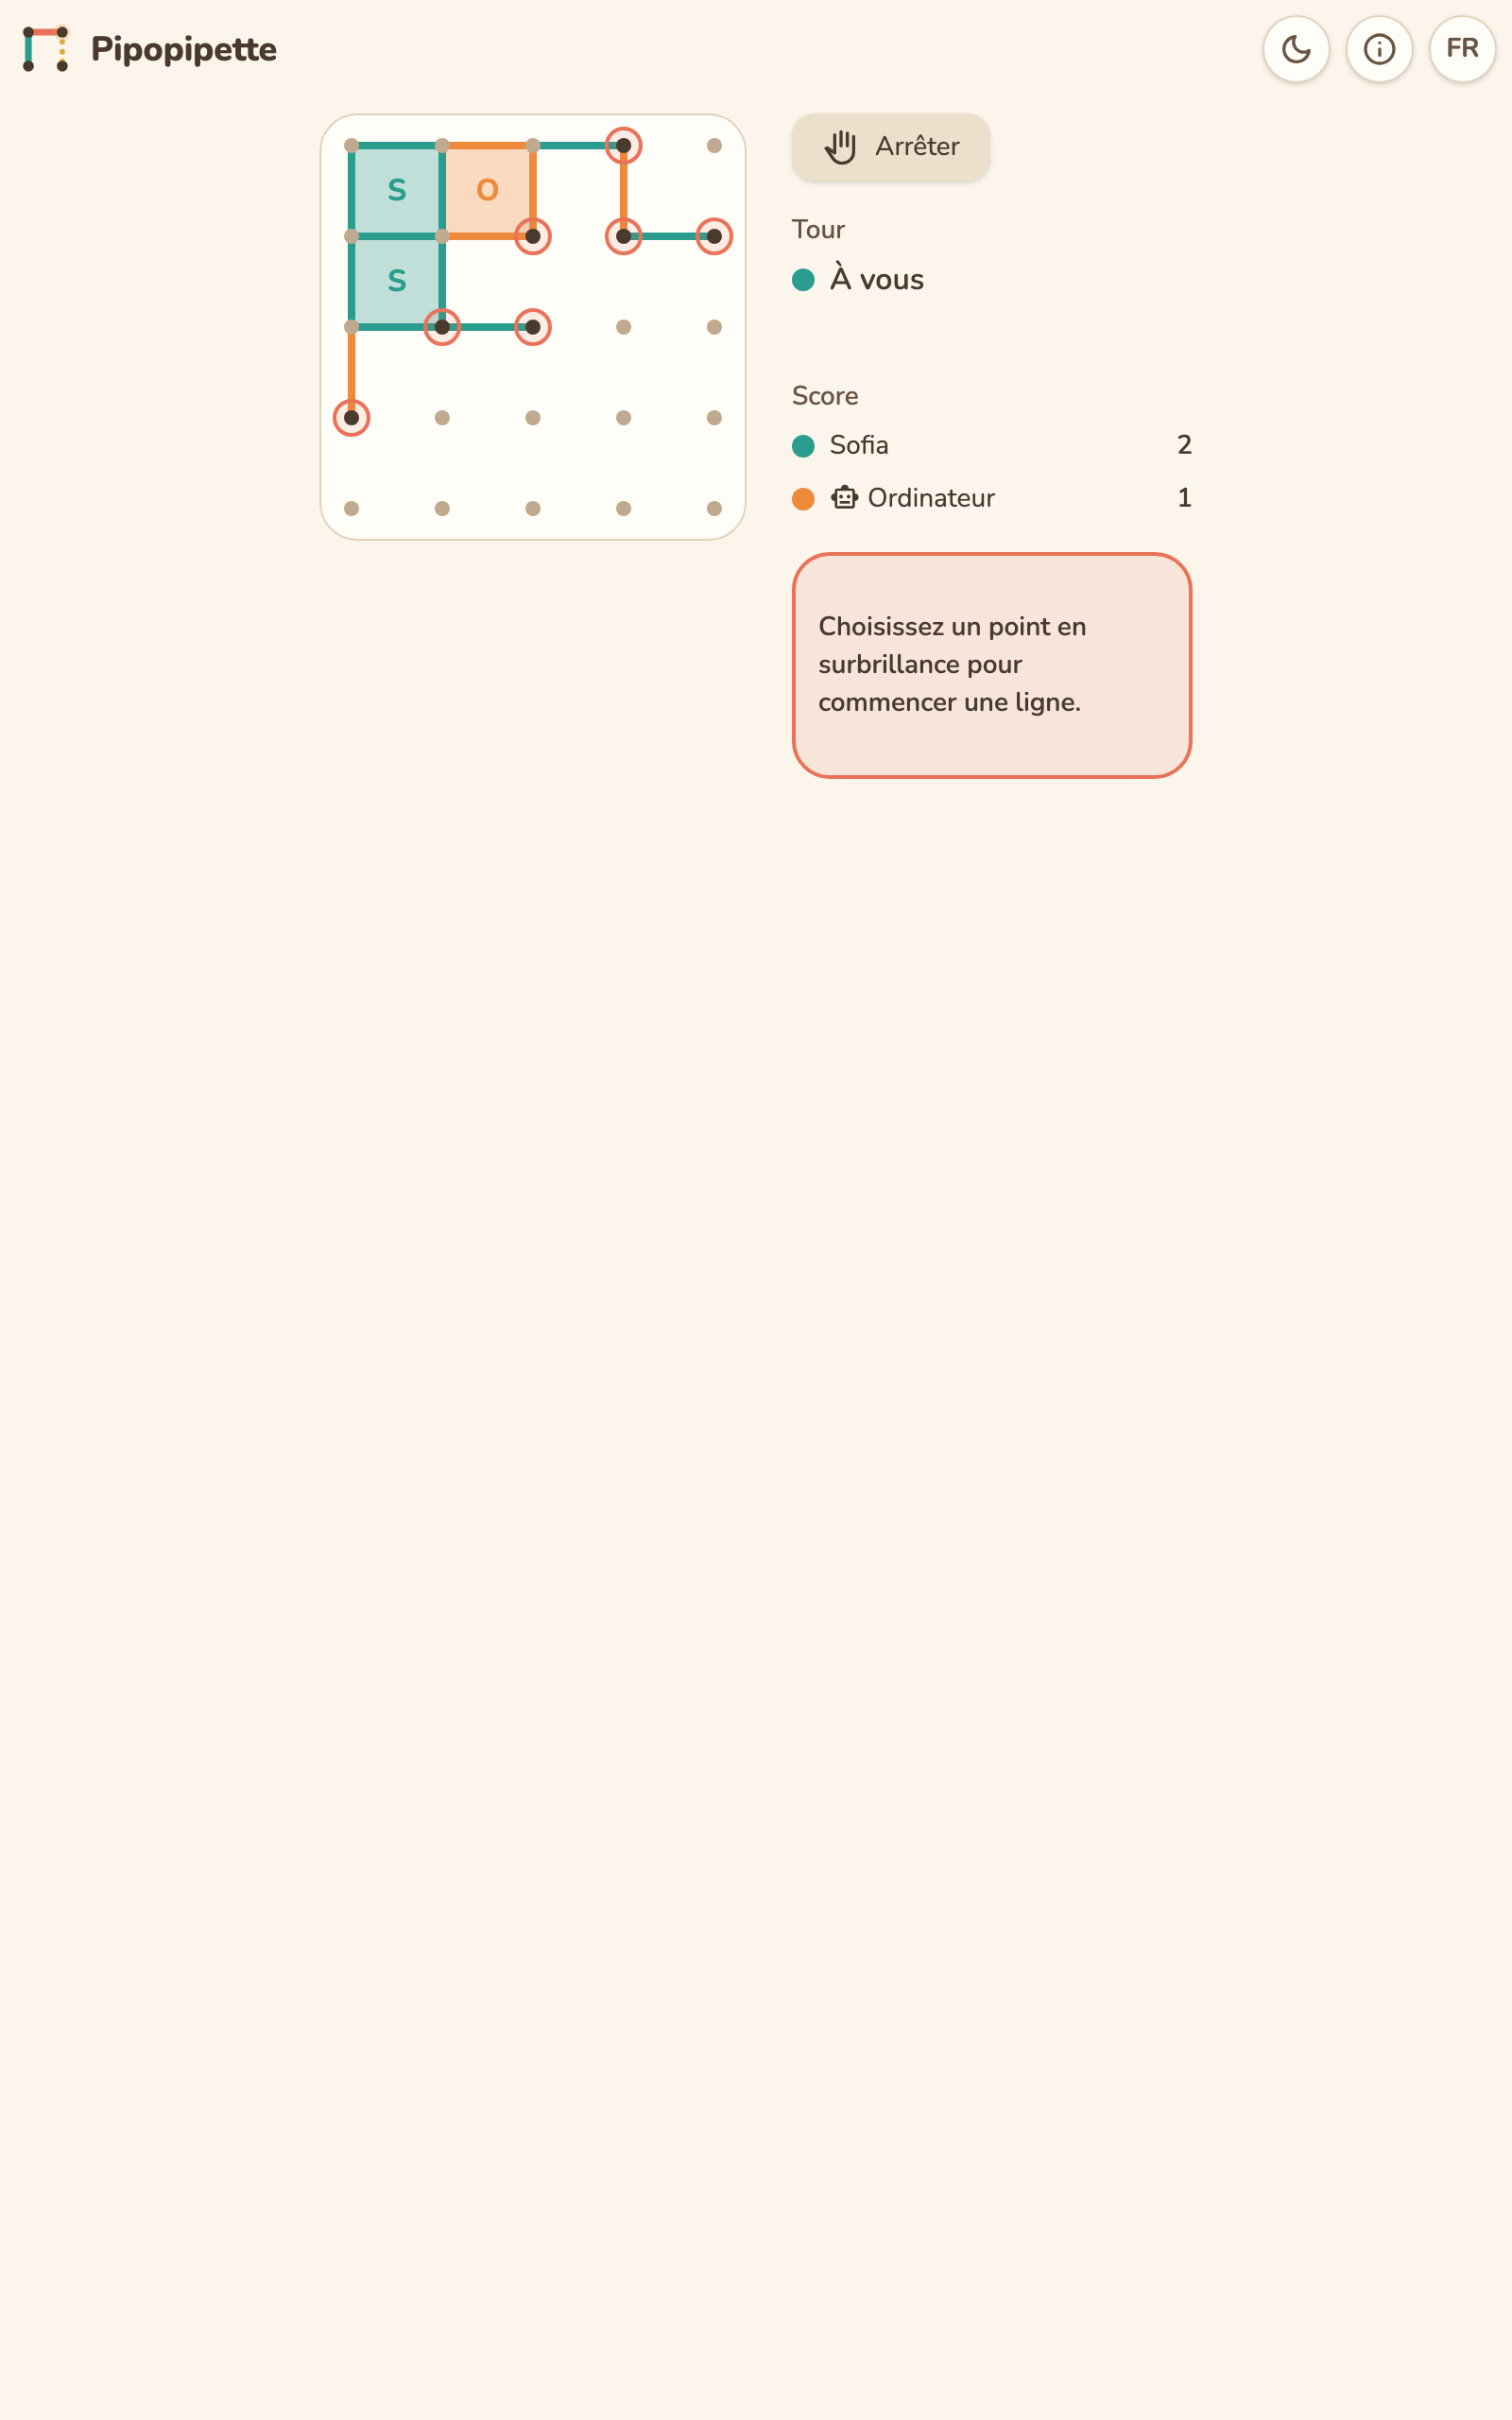 Pipopipette
FR
S O
S
Arrêter
Tour
À vous
Score
Sofia 2
Ordinateur 1
Choisissez un point en
surbrillance pour
commencer une ligne.